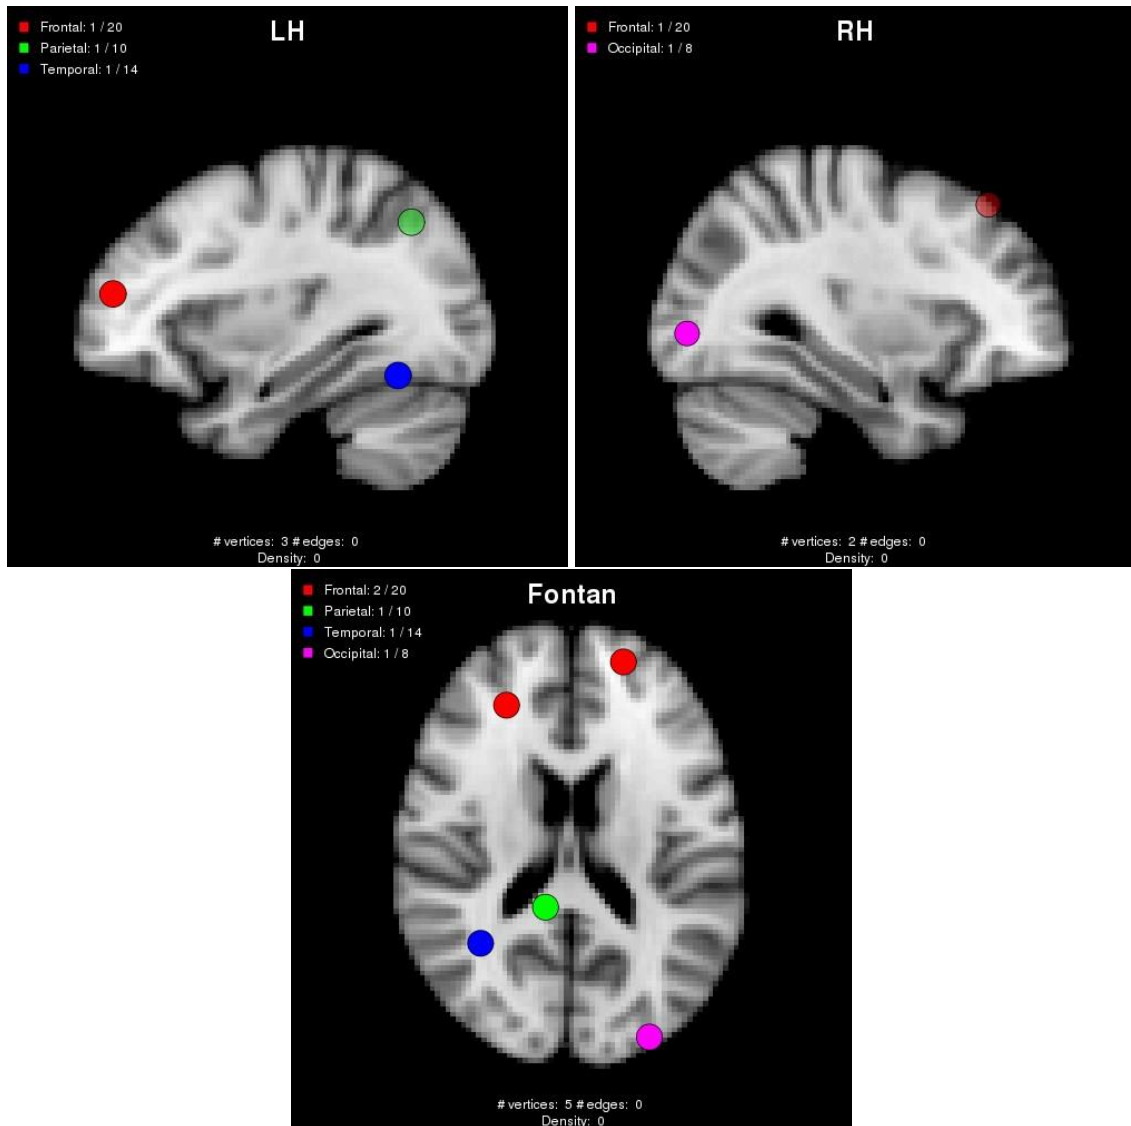 LH
Frontal: 1 / 20
Parietal: 1 / 10
Temporal: 1 / 14
# vertices: 3 # edges: 0
Density: 0
RH
Frontal: 1 / 20
Occipital: 1 / 8
# vertices: 2 # edges: 0
Density: 0
Fontan
Frontal: 2 / 20
Parietal: 1 / 10
Temporal: 1 / 14
Occipital: 1 / 8
# vertices: 5 # edges: 0
Density: 0